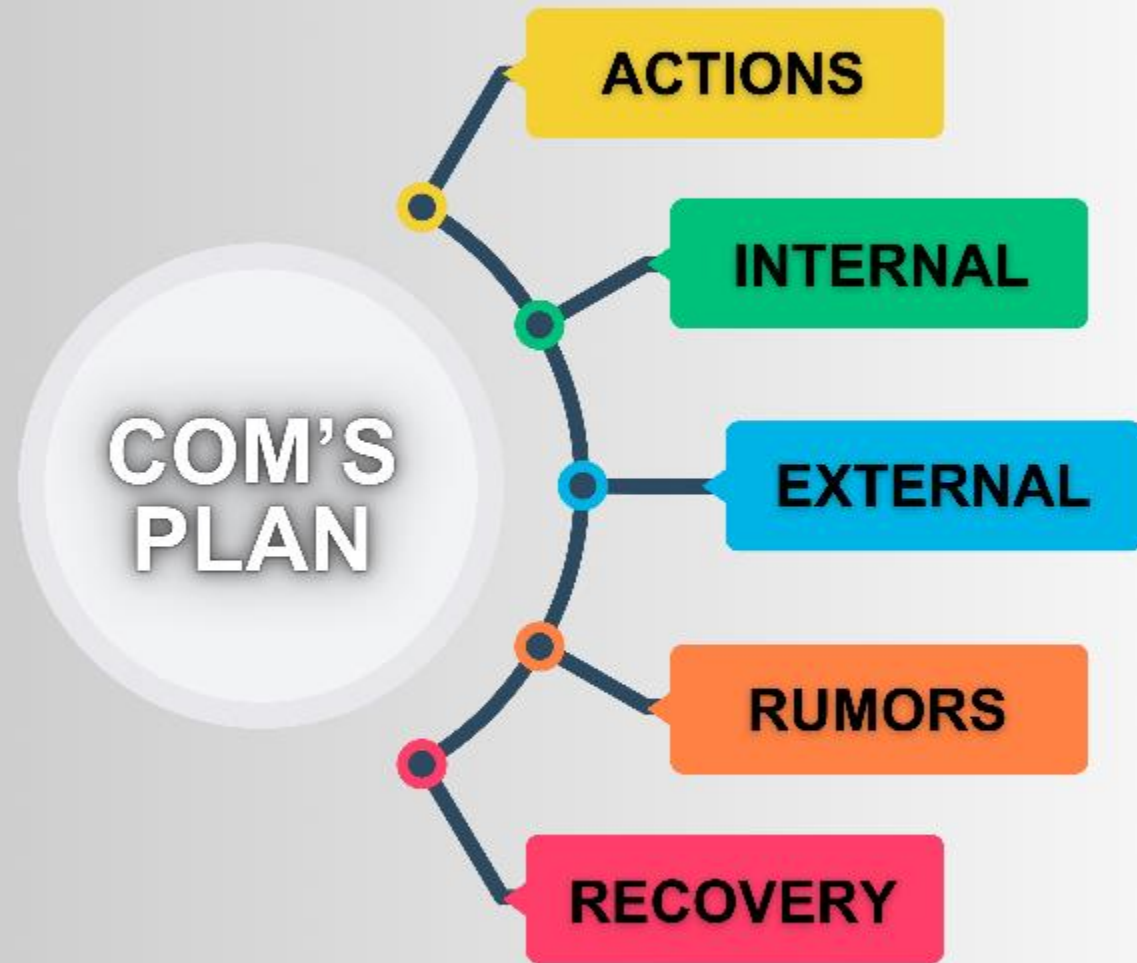 COM’S
PLAN
ACTIONS
INTERNAL
EXTERNAL
RUMORS
RECOVERY